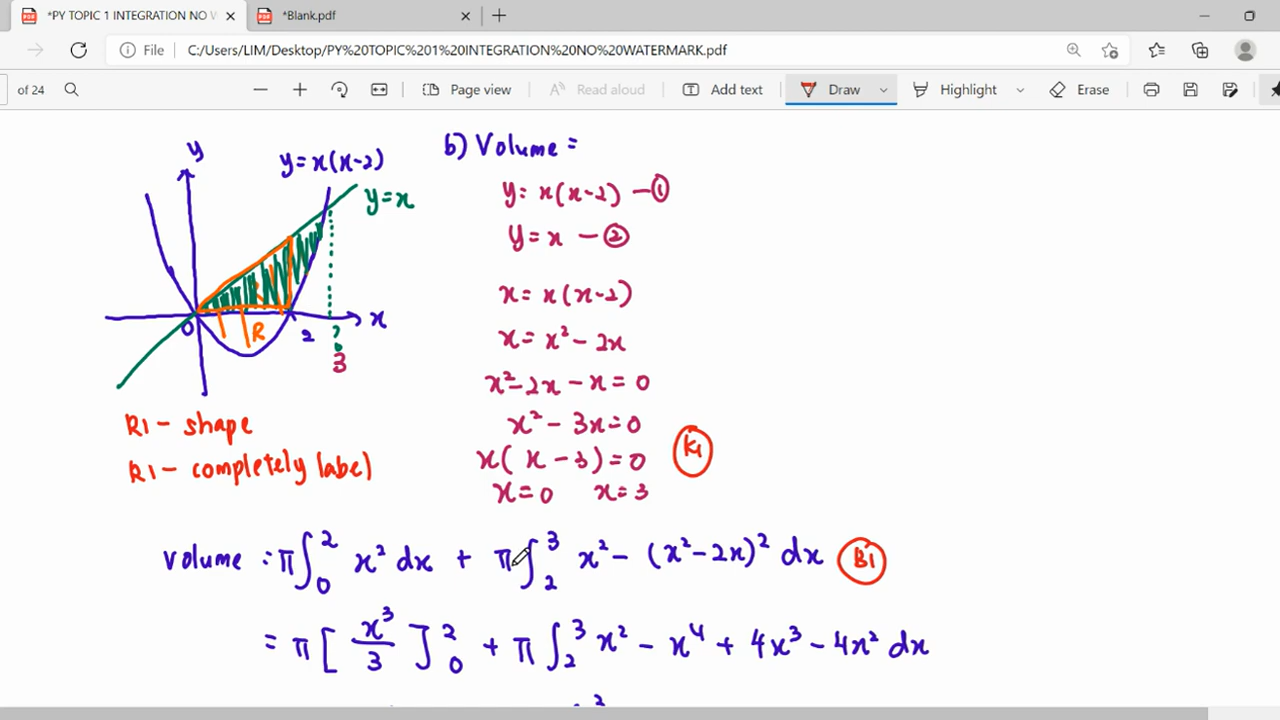 *PY TOPIC 1 INTEGRATION NO W
*Blank.pdf
File
C:/Users/LIM/Desktop/PY%20TOPIC%201%20INTEGRATION%20NO%20WATERMARK.pdf
of 24
Page view
Read aloud
Add text
Draw
Highlight
Erase
y
y=x(x-2)
y=x
x
0
R
2
?
3
R1 - shape
R1 - completely label
b) Volume =
y= x(x-2) —①
y= x —②
x= x(x-2)
x= x²-2x
x²-2x-x=0
x²-3x=0
x(x-3)=0
K1
x=0 x=3
Volume :π∫₀² x² dx + π∫₂³ x²-(x²-2x)² dx
B1
= π[x³/3]₀² + π∫₂³ x²-x⁴+4x³-4x² dx